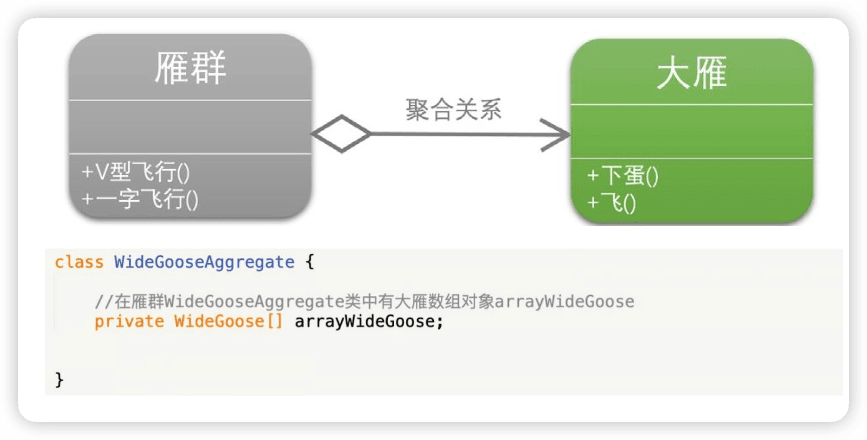 雁群
大雁
聚合关系
+V型飞行()
+一字飞行()
+下蛋()
+飞()
class WideGooseAggregate {
//在雁群WideGooseAggregate类中有大雁数组对象arrayWideGoose
private WideGoose[] arrayWideGoose;
}